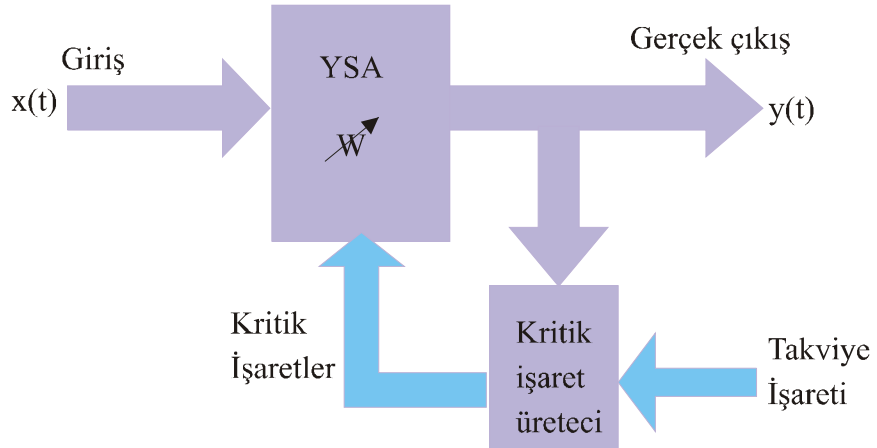 Giriş
x(t)
YSA
W
Gerçek çıkış
y(t)
Kritik
İşaretler
Kritik
işaret
üreteci
Takviye
İşareti